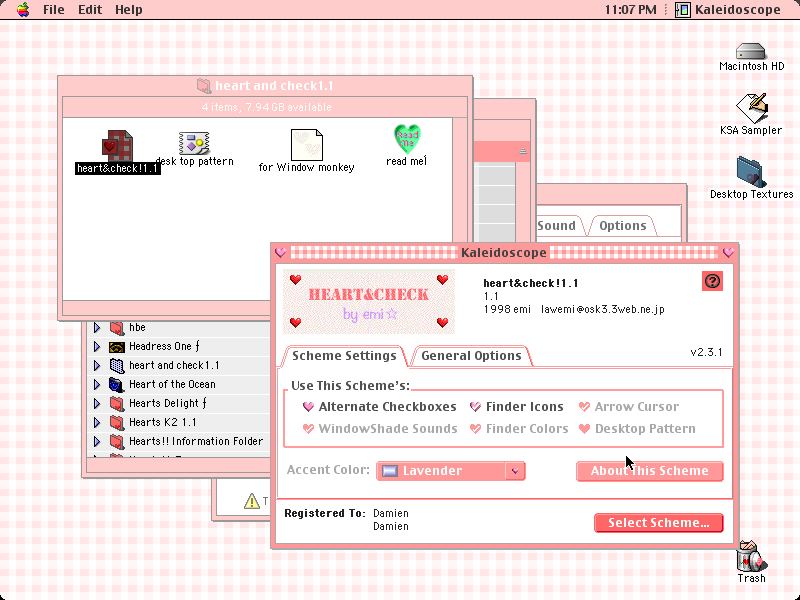 File Edit Help
11:07 PM Kaleidoscope
Macintosh HD
KSA Sampler
Desktop Textures
Trash
heart and check1.1
4 items, 7.94 GB available
heart&check!1.1
desk top pattern
for Window monkey
Read Me
read me!
Sound
Options
hbe
Headress One ƒ
heart and check1.1
Heart of the Ocean
Hearts Delight ƒ
Hearts K2 1.1
Hearts!! Information Folder
T
Kaleidoscope
HEART&CHECK
by emi☆
heart&check!1.1
1.1
1998 emi lawemi@osk3.3web.ne.jp
?
v2.3.1
Scheme Settings
General Options
Use This Scheme's:
Alternate Checkboxes Finder Icons Arrow Cursor
WindowShade Sounds Finder Colors Desktop Pattern
Accent Color: Lavender
About This Scheme
Registered To: Damien
Damien
Select Scheme...